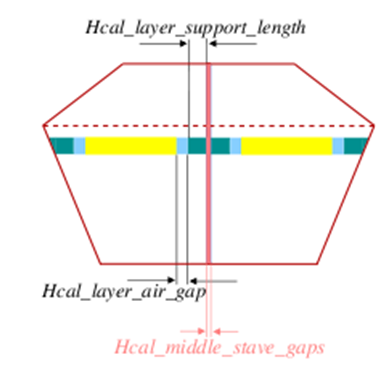 Hcal_layer_support_length
Hcal_layer_air_gap
Hcal_middle_stave_gaps